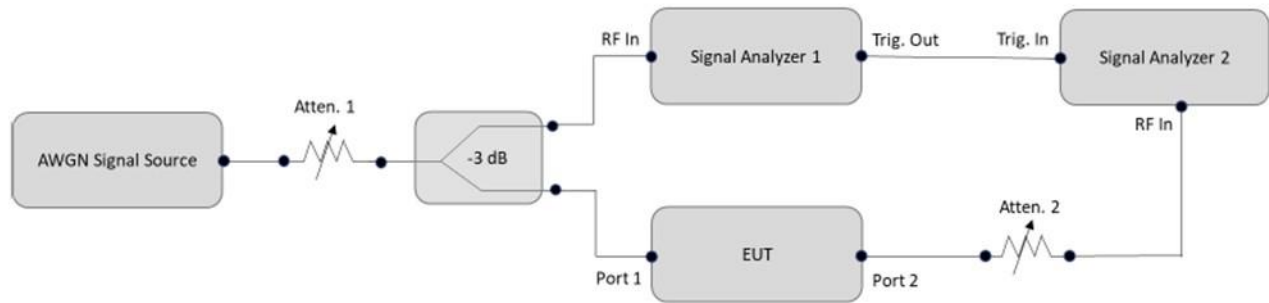 RF In
Signal Analyzer 1
Trig. Out
Trig. In
Signal Analyzer 2
Atten. 1
RF In
AWGN Signal Source
-3 dB
Atten. 2
EUT
Port 1
Port 2